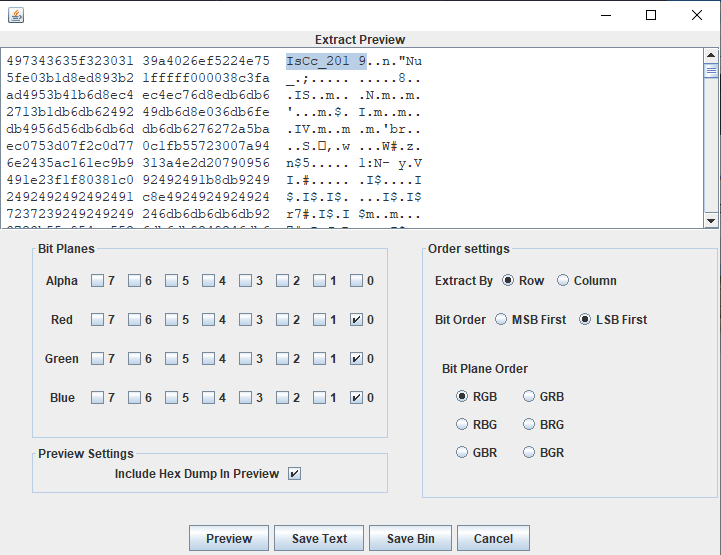 Extract Preview
497343635f323031 39a4026ef5224e75 IsCc_201 9..n."Nu
5fe03b1d8ed893b2 1fffff000038c3fa _.;..... .....8..
ad4953b41b6d8ec4 ec4ec76d8edb6db6 .IS..m.. .N.m..m.
2713b1db6db62492 49db6d8e036db6fe '...m.$. I.m..m..
db4956d56db6db6d db6db6276272a5ba .IV.m..m .m.'br..
ec0753d07f2c0d77 0c1fb55723007a94 ..S.□,.w ...W#.z.
6e2435ac161ec9b9 313a4e2d20790956 n$5..... 1:N- y.V
491e23f1f80381c0 92492491b8db9249 I.#..... .I$....I
2492492492492491 c8e4924924924924 $.I$.I$. ...I$.I$
7237239249249249 246db6db6db6db92 r7#.I$.I $m..m...
Bit Planes
Alpha 7 6 5 4 3 2 1 0
Red 7 6 5 4 3 2 1 0
Green 7 6 5 4 3 2 1 0
Blue 7 6 5 4 3 2 1 0
Preview Settings
Include Hex Dump In Preview
Order settings
Extract By Row Column
Bit Order MSB First LSB First
Bit Plane Order
RGB GRB
RBG BRG
GBR BGR
Preview Save Text Save Bin Cancel